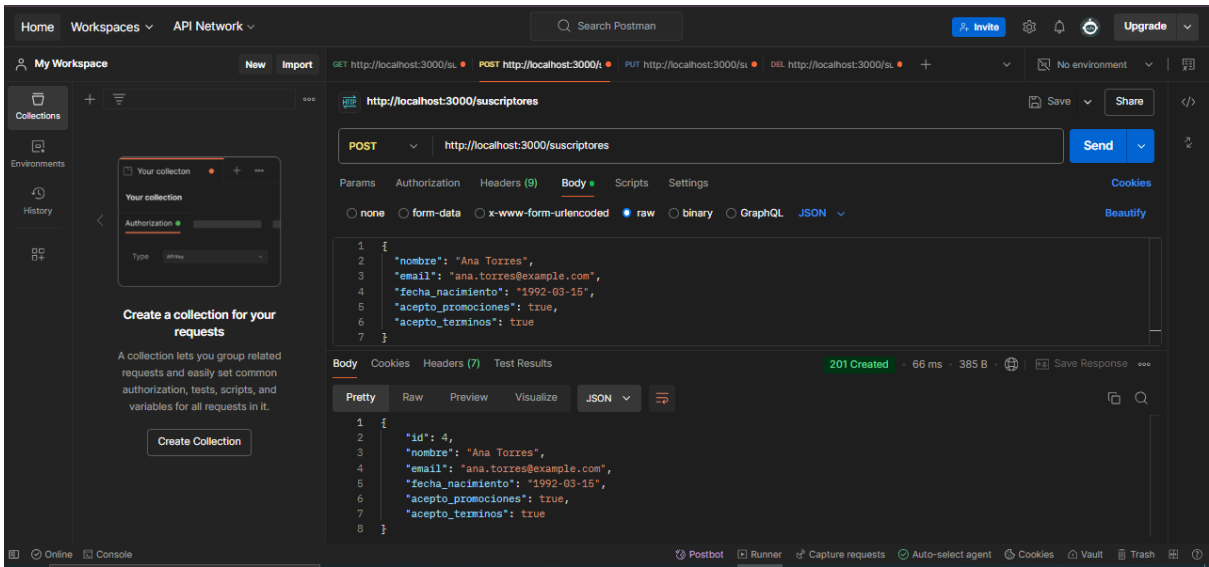 Home Workspaces API Network Search Postman Invite Upgrade
My Workspace New Import GET http://localhost:3000/su POST http://localhost:3000/s PUT http://localhost:3000/su DEL http://localhost:3000/su No environment
Collections
Environments
History
Your collecton
Your collection
Authorization
Type API Key
Create a collection for your
requests
A collection lets you group related
requests and easily set common
authorization, tests, scripts, and
variables for all requests in it.
Create Collection
HTTP http://localhost:3000/suscriptores Save Share
POST http://localhost:3000/suscriptores Send
Params Authorization Headers (9) Body Scripts Settings Cookies
none form-data x-www-form-urlencoded raw binary GraphQL JSON Beautify
1 {
2 "nombre": "Ana Torres",
3 "email": "ana.torres@example.com",
4 "fecha_nacimiento": "1992-03-15",
5 "acepto_promociones": true,
6 "acepto_terminos": true
7 }
Body Cookies Headers (7) Test Results 201 Created 66 ms 385 B Save Response
Pretty Raw Preview Visualize JSON
1 {
2 "id": 4,
3 "nombre": "Ana Torres",
4 "email": "ana.torres@example.com",
5 "fecha_nacimiento": "1992-03-15",
6 "acepto_promociones": true,
7 "acepto_terminos": true
8 }
Online Console Postbot Runner Capture requests Auto-select agent Cookies Vault Trash